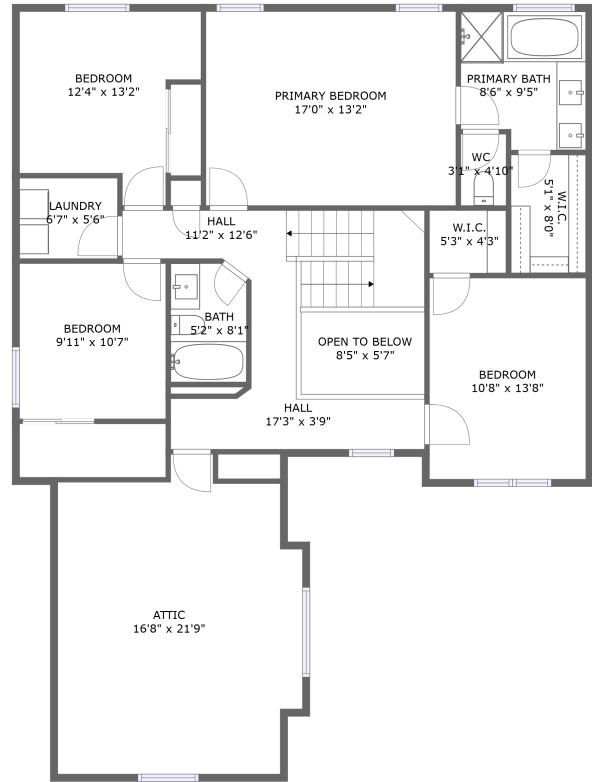 BEDROOM
12'4" x 13'2"
PRIMARY BEDROOM
17'0" x 13'2"
PRIMARY BATH
8'6" x 9'5"
WC
3'1" x 4'10"
W.I.C.
5'1" x 8'0"
LAUNDRY
6'7" x 5'6"
HALL
11'2" x 12'6"
W.I.C.
5'3" x 4'3"
BEDROOM
9'11" x 10'7"
BATH
5'2" x 8'1"
OPEN TO BELOW
8'5" x 5'7"
BEDROOM
10'8" x 13'8"
HALL
17'3" x 3'9"
ATTIC
16'8" x 21'9"